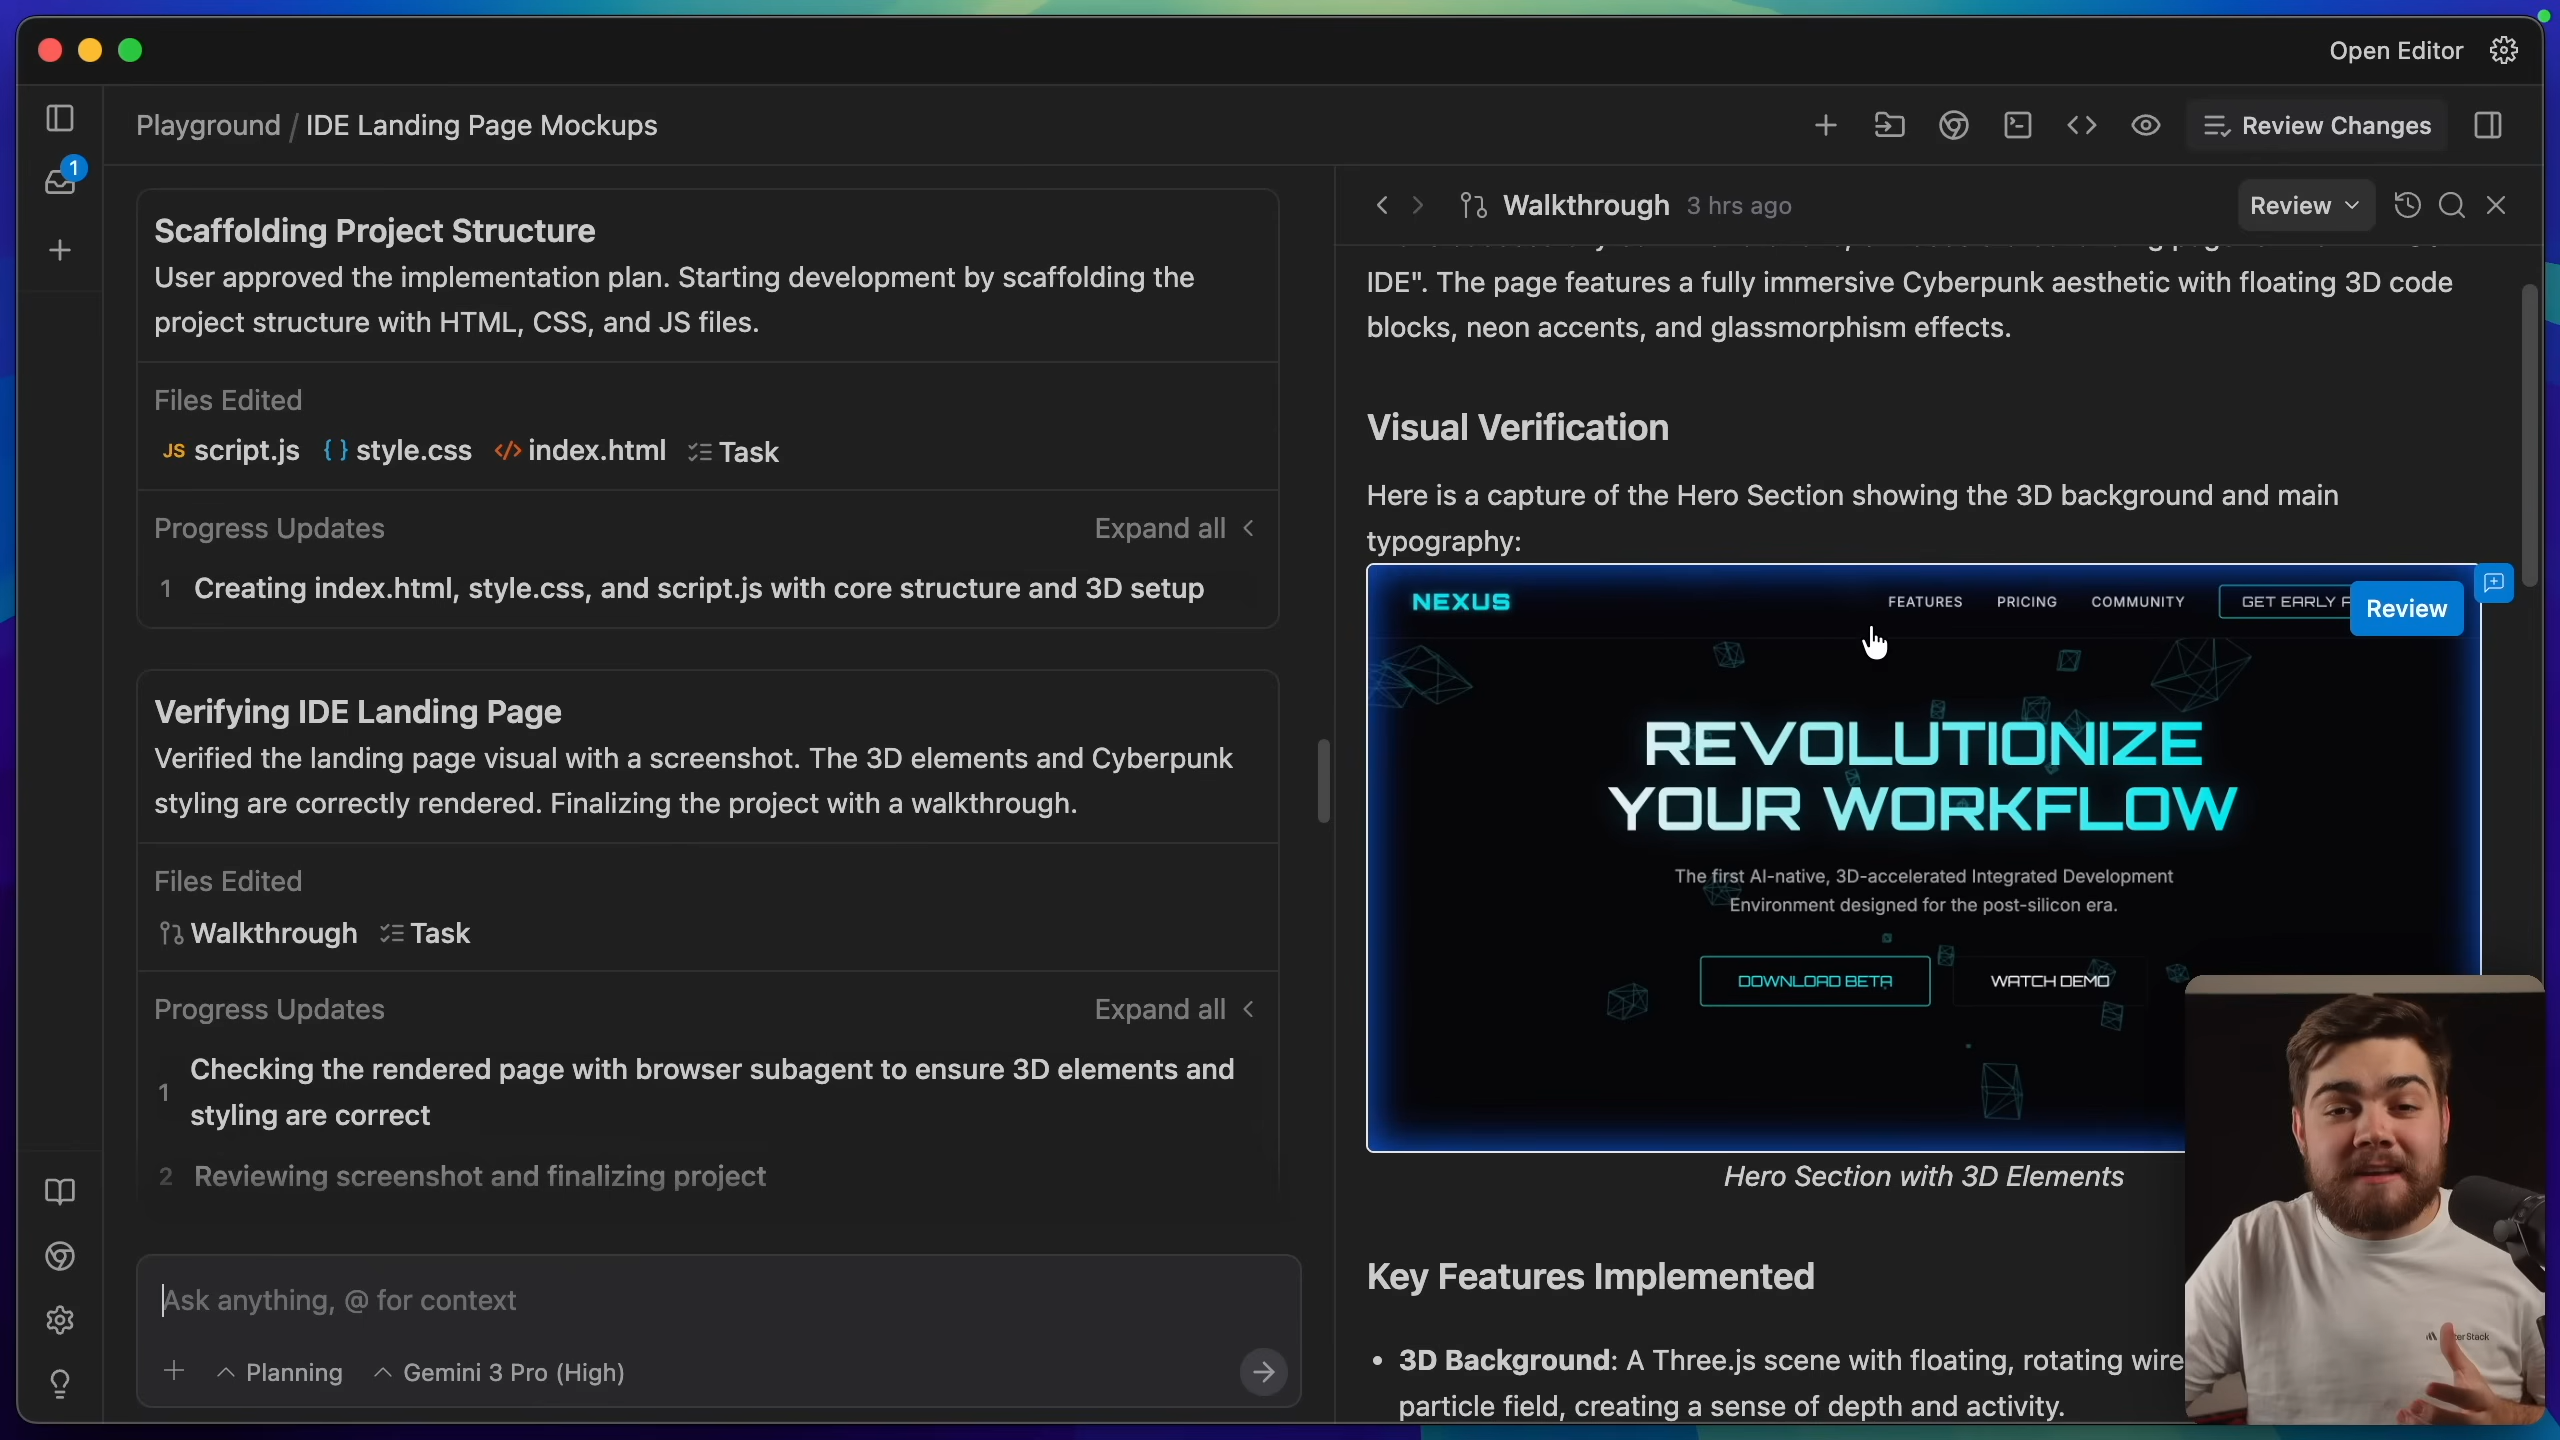 Open Editor
Playground / IDE Landing Page Mockups
Review Changes
1
Scaffolding Project Structure
User approved the implementation plan. Starting development by scaffolding the
project structure with HTML, CSS, and JS files.
Files Edited
JS script.js { } style.css </> index.html Task
Progress Updates
Expand all <
1 Creating index.html, style.css, and script.js with core structure and 3D setup
Verifying IDE Landing Page
Verified the landing page visual with a screenshot. The 3D elements and Cyberpunk
styling are correctly rendered. Finalizing the project with a walkthrough.
Files Edited
Walkthrough Task
Progress Updates
Expand all <
1 Checking the rendered page with browser subagent to ensure 3D elements and
styling are correct
2 Reviewing screenshot and finalizing project
Ask anything, @ for context
Planning Gemini 3 Pro (High)
Walkthrough 3 hrs ago
Review
IDE". The page features a fully immersive Cyberpunk aesthetic with floating 3D code
blocks, neon accents, and glassmorphism effects.
Visual Verification
Here is a capture of the Hero Section showing the 3D background and main
typography:
NEXUS
FEATURES PRICING COMMUNITY GET EARLY
Review
REVOLUTIONIZE
YOUR WORKFLOW
The first AI-native, 3D-accelerated Integrated Development
Environment designed for the post-silicon era.
DOWNLOAD BETA WATCH DEMO
Hero Section with 3D Elements
Key Features Implemented
• 3D Background: A Three.js scene with floating, rotating wire
particle field, creating a sense of depth and activity.
Stack